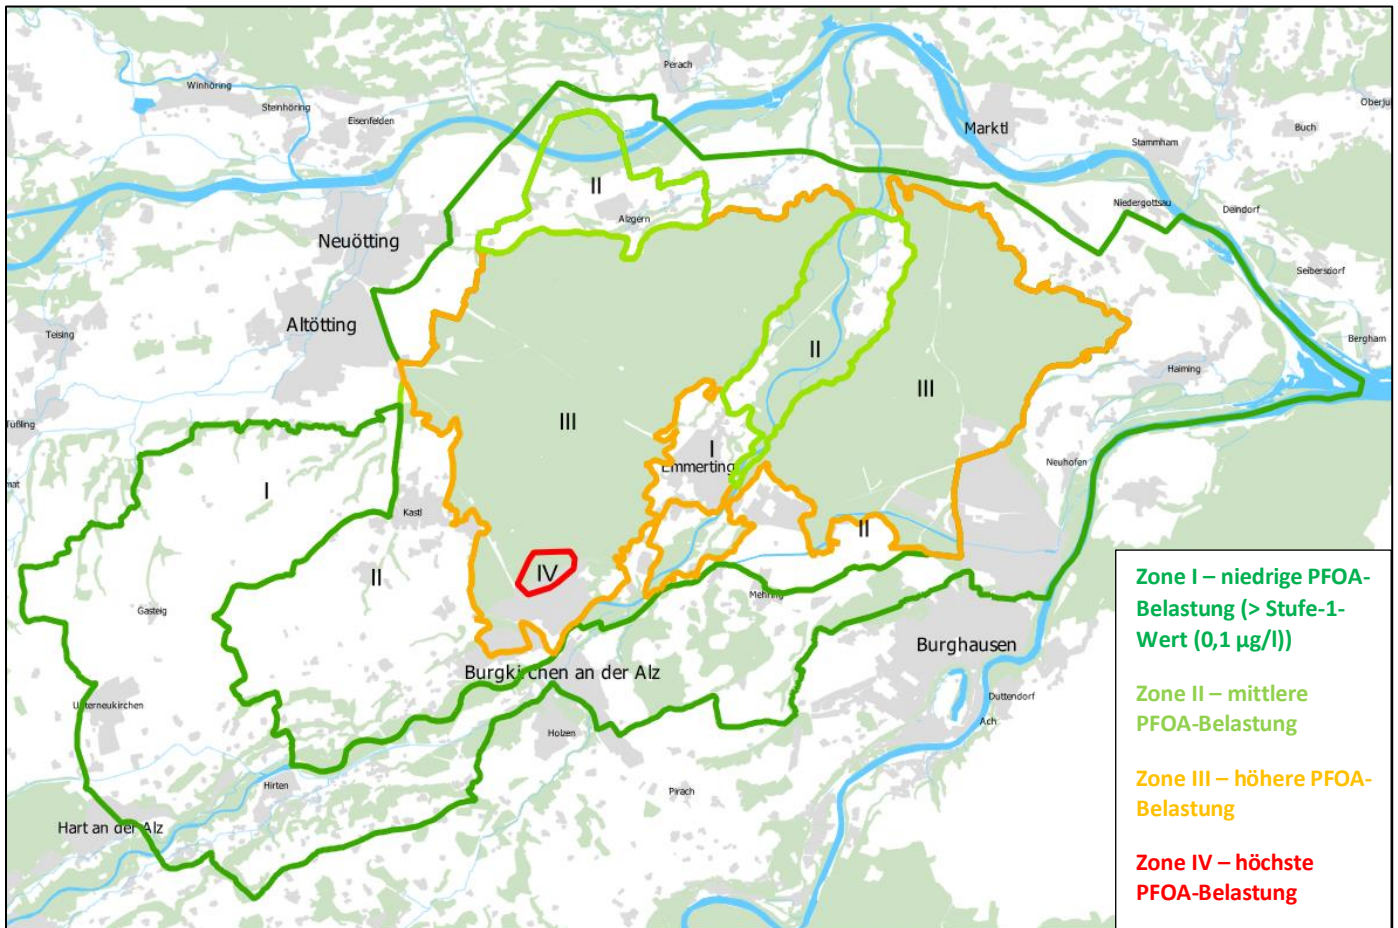 Perach
Winhöring
Steinhöring
Eisenfelden
Marktl
Buch
Stammham
II
Alzgern
Niedergottsau
Deindorf
Neuötting
Seibersdorf
Altötting
Teising
Bergham
II
Haiming
III
III
Tußling
I
Emmerting
Neuhofen
I
Kastl
II
IV
II
Mehring
Gasteig
Burghausen
Burgkirchen an der Alz
Duttendorf
Unterneukirchen
Ach
Holzen
Hirten
Pirach
Hart an der Alz
Zone I – niedrige PFOA-
Belastung (> Stufe-1-
Wert (0,1 µg/l))
Zone II – mittlere
PFOA-Belastung
Zone III – höhere PFOA-
Belastung
Zone IV – höchste
PFOA-Belastung